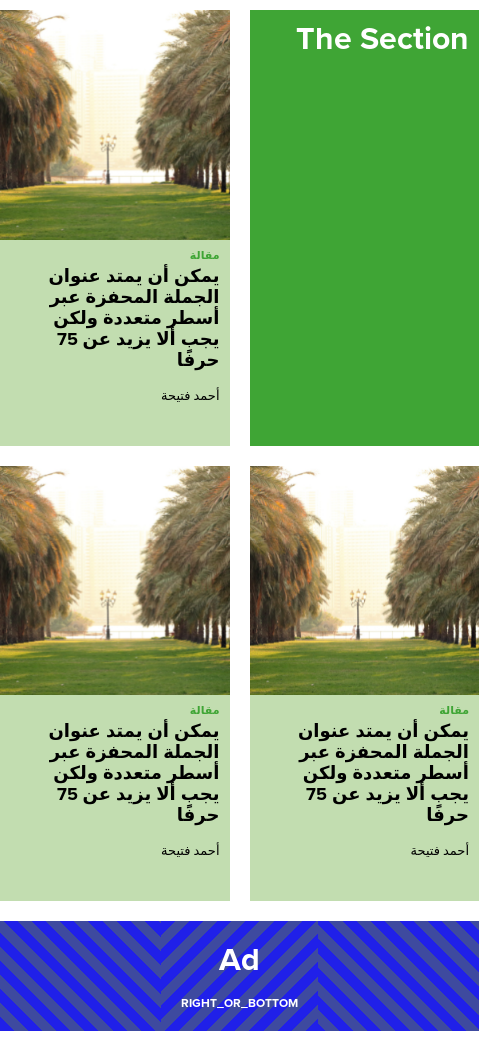 The Section
مقالة
يمكن أن يمتد عنوان
الجملة المحفزة عبر
أسطر متعددة ولكن
يجب ألا يزيد عن 75
حرفًا
أحمد فتيحة
مقالة
يمكن أن يمتد عنوان
الجملة المحفزة عبر
أسطر متعددة ولكن
يجب ألا يزيد عن 75
حرفًا
أحمد فتيحة
مقالة
يمكن أن يمتد عنوان
الجملة المحفزة عبر
أسطر متعددة ولكن
يجب ألا يزيد عن 75
حرفًا
أحمد فتيحة
Ad
RIGHT_OR_BOTTOM